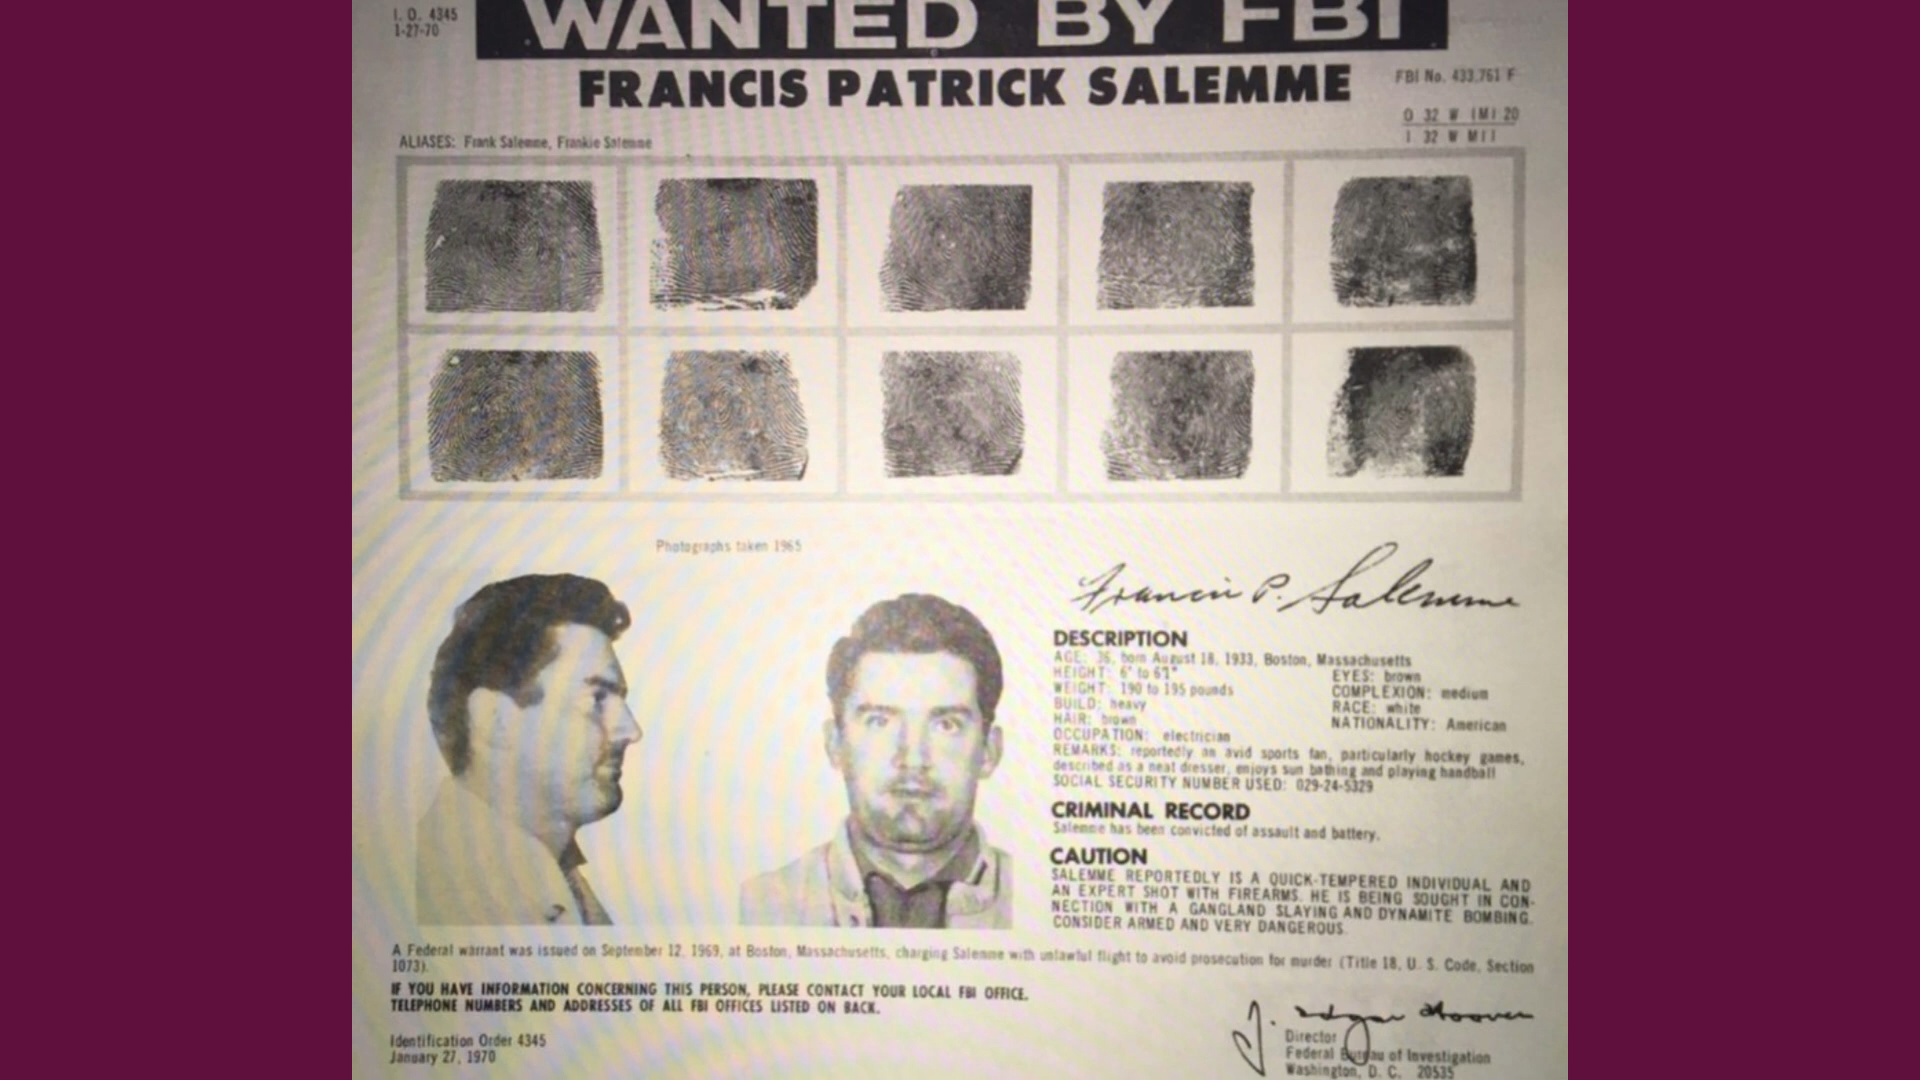 I. O. 4345
1-27-70
WANTED BY FBI
FRANCIS PATRICK SALEMME
FBI No. 433,761 F
O 32 W IMI 20
I 32 W MII
ALIASES: Frank Salemme, Frankie Salemme
Photographs taken 1965
Francis P. Salemme
DESCRIPTION
AGE: 36, born August 18, 1933, Boston, Massachusetts
HEIGHT: 6' to
EYES: brown
WEIGHT: 190 to 195 pounds
COMPLEXION: medium
BUILD: heavy
RACE: white
HAIR: brown
NATIONALITY: American
OCCUPATION: electrician
REMARKS: reportedly an avid sports fan, particularly hockey games,
described as a neat dresser, enjoys sun bathing and playing handball
SOCIAL SECURITY NUMBER USED: 029-24-5329
CRIMINAL RECORD
Salemme has been convicted of assault and battery.
CAUTION
SALEMME REPORTEDLY IS A QUICK-TEMPERED INDIVIDUAL AND
AN EXPERT SHOT WITH FIREARMS. HE IS BEING SOUGHT IN CON-
NECTION WITH A GANGLAND SLAYING AND DYNAMITE BOMBING.
CONSIDER ARMED AND VERY DANGEROUS.
A Federal warrant was issued on September 12, 1969, at Boston, Massachusetts, charging Salemme with unlawful flight to avoid prosecution for murder (Title 18, U. S. Code, Section
1073).
IF YOU HAVE INFORMATION CONCERNING THIS PERSON, PLEASE CONTACT YOUR LOCAL FBI OFFICE.
TELEPHONE NUMBERS AND ADDRESSES OF ALL FBI OFFICES LISTED ON BACK.
J. Edgar Hoover
Identification Order 4345
January 27, 1970
Director
Federal Bureau of Investigation
Washington, D. C. 20535